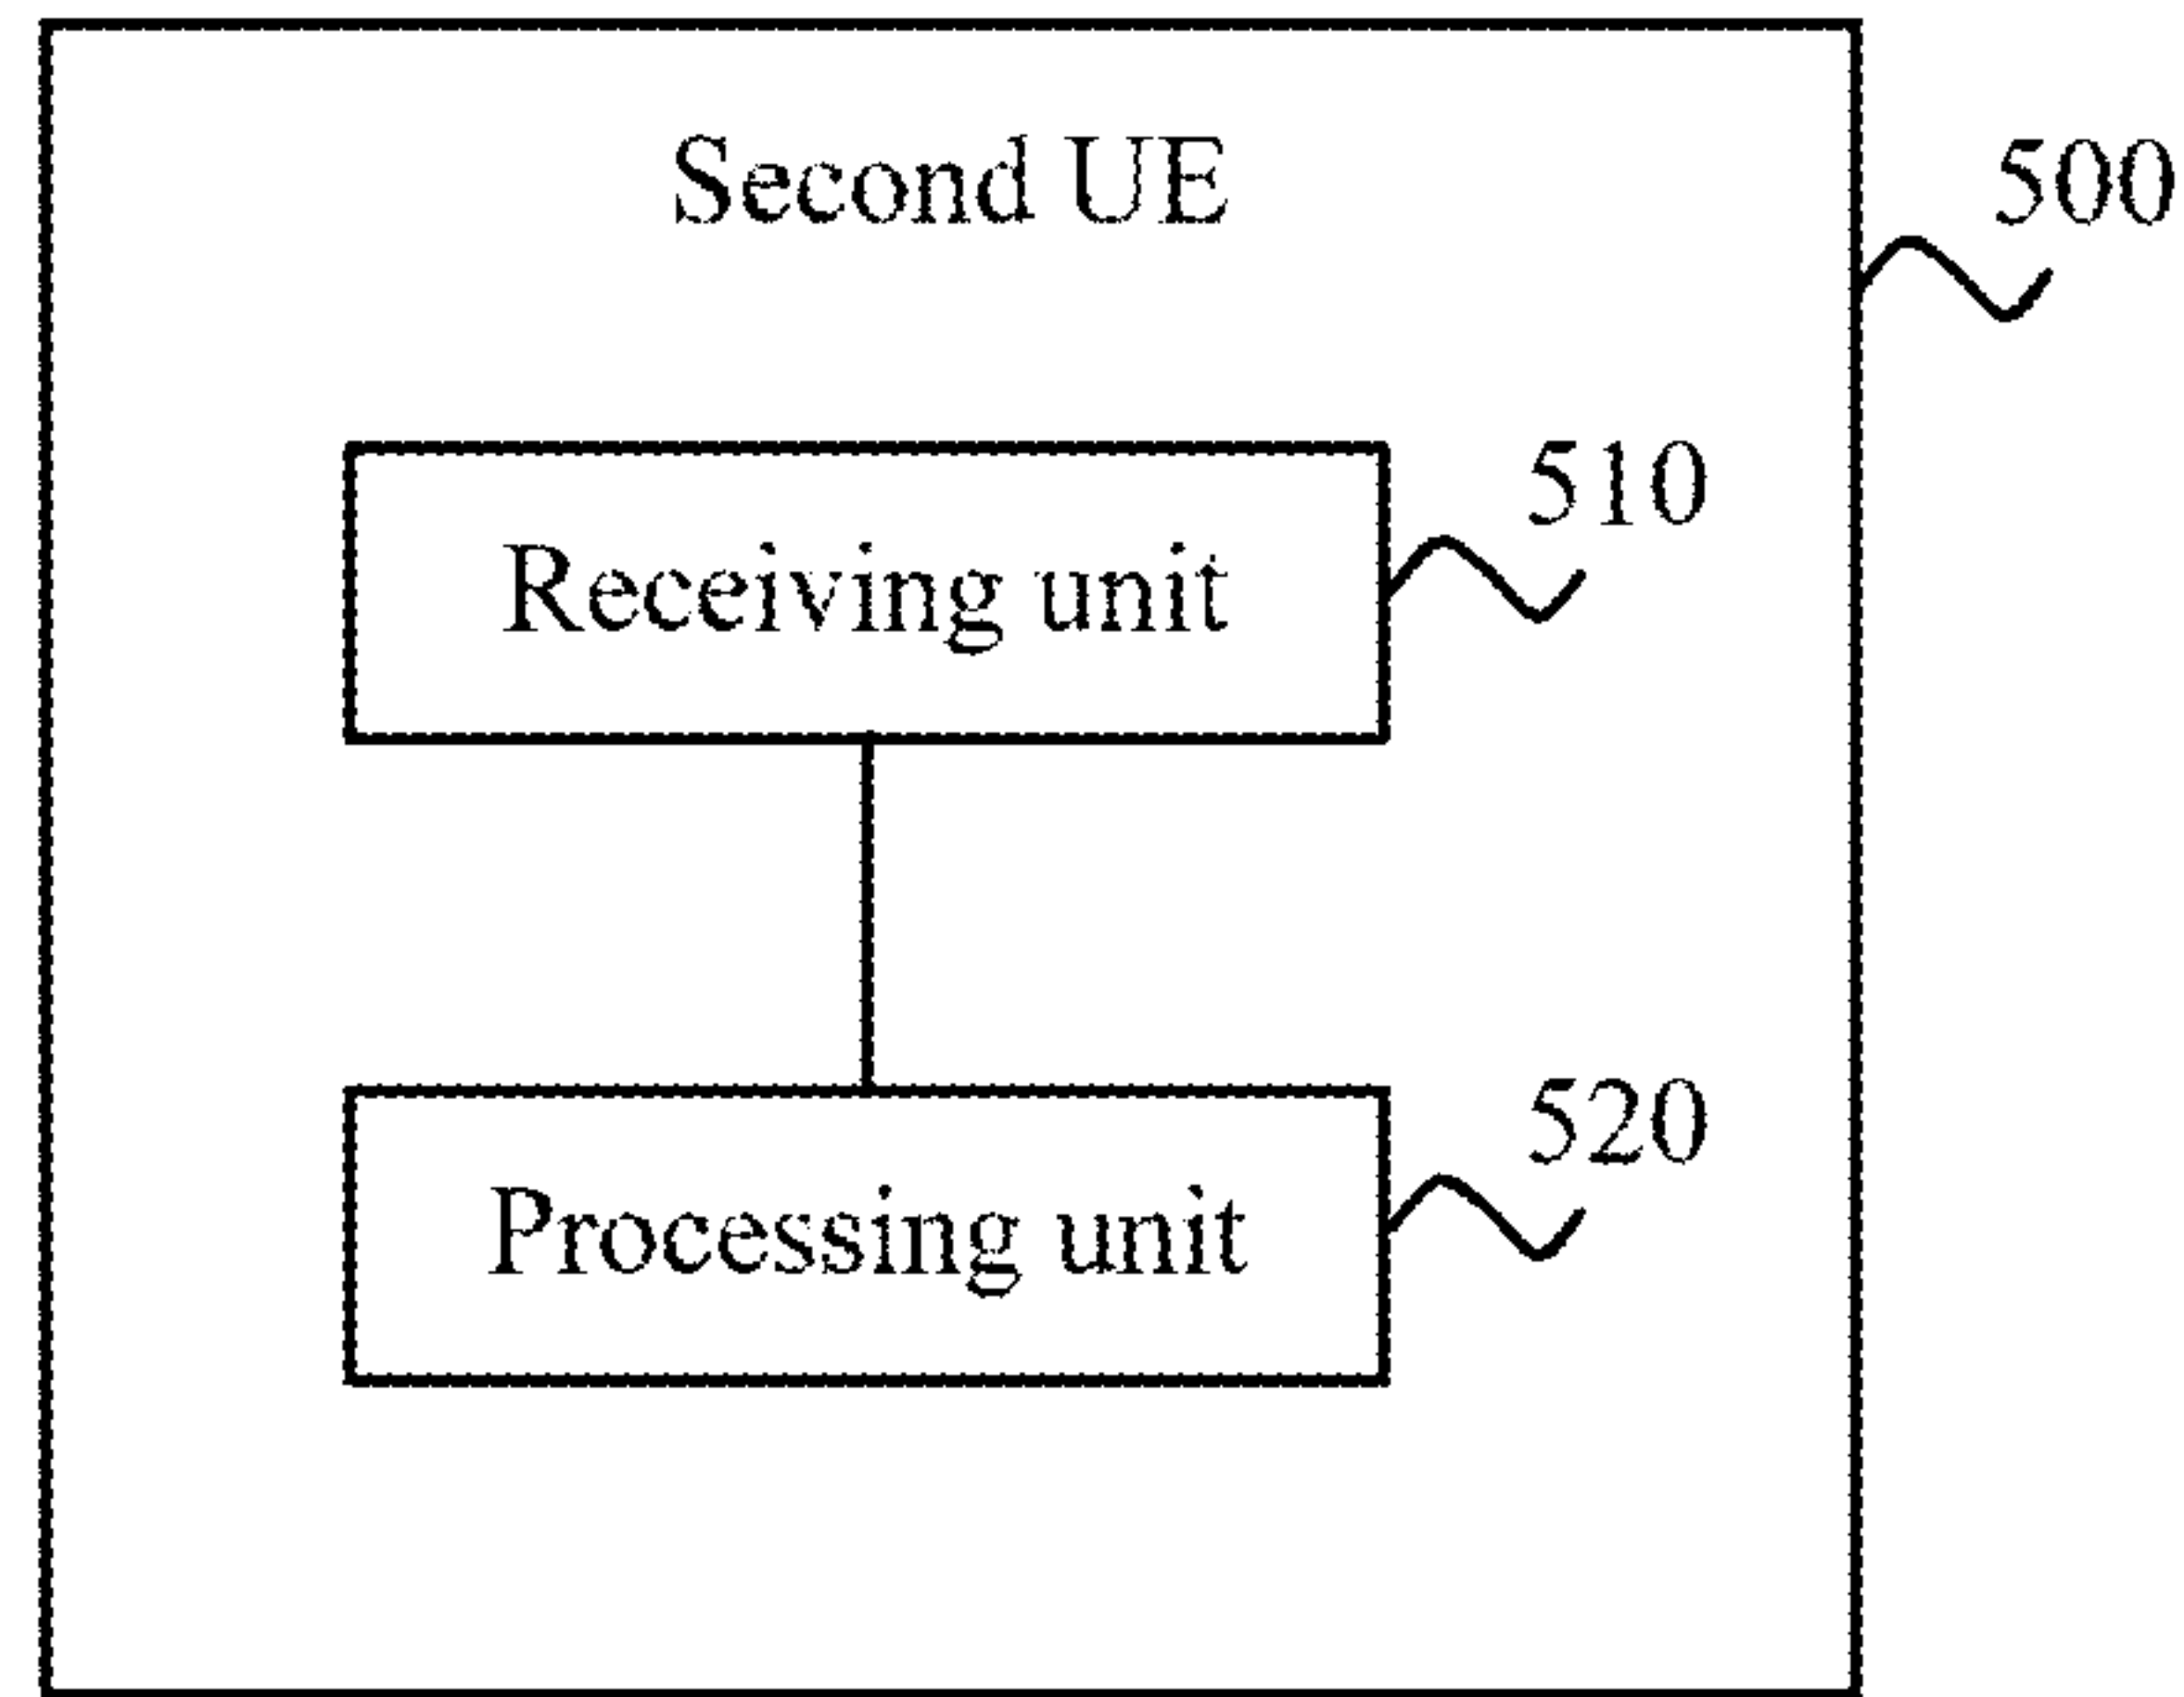 Second UE
500
510
Receiving unit
520
Processing unit